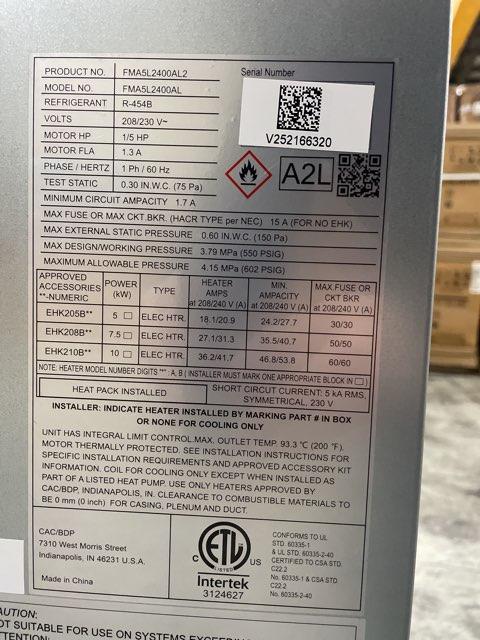 PRODUCT NO. FMA5L2400AL2
MODEL NO. FMA5L2400AL
REFRIGERANT R-454B
VOLTS 208/230 V~
MOTOR HP 1/5 HP
MOTOR FLA 1.3 A
PHASE / HERTZ 1 Ph / 60 Hz
TEST STATIC 0.30 IN.W.C. (75 Pa)
Serial Number
V252166320
A2L
MINIMUM CIRCUIT AMPACITY 1.7 A
MAX FUSE OR MAX CKT.BKR. (HACR TYPE per NEC) 15 A (FOR NO EHK)
MAX EXTERNAL STATIC PRESSURE 0.60 IN.W.C. (150 Pa)
MAX DESIGN/WORKING PRESSURE 3.79 MPa (550 PSIG)
MAXIMUM ALLOWABLE PRESSURE 4.15 MPa (602 PSIG)
APPROVED ACCESSORIES **-NUMERIC POWER (kW) TYPE HEATER AMPS at 208/240 (V) MIN. AMPACITY at 208/240 (V) MAX.FUSE OR CKT BKR at 208/240 (V)
EHK205B** 5 □ ELEC HTR. 18.1/20.9 24.2/27.7 30/30
EHK208B** 7.5 □ ELEC HTR. 27.1/31.3 35.5/40.7 50/50
EHK210B** 10 □ ELEC HTR. 36.2/41.7 46.8/53.8 60/60
NOTE: HEATER MODEL NUMBER DIGITS "*" : A, B ( INSTALLER MUST MARK ONE APPROPRIATE BLOCK IN □ )
HEAT PACK INSTALLED
SHORT CIRCUIT CURRENT: 5 kA RMS,
SYMMETRICAL, 230 V
INSTALLER: INDICATE HEATER INSTALLED BY MARKING PART # IN BOX
OR NONE FOR COOLING ONLY
UNIT HAS INTEGRAL LIMIT CONTROL.MAX. OUTLET TEMP. 93.3 °C (200 °F).
MOTOR THERMALLY PROTECTED. SEE INSTALLATION INSTRUCTIONS FOR
SPECIFIC INSTALLATION REQUIREMENTS AND APPROVED ACCESSORY KIT
INFORMATION. COIL FOR COOLING ONLY EXCEPT WHEN INSTALLED AS
PART OF A LISTED HEAT PUMP. USE ONLY HEATERS APPROVED BY
CAC/BDP, INDIANAPOLIS, IN. CLEARANCE TO COMBUSTIBLE MATERIALS TO
BE 0 mm (0 inch) FOR CASING, PLENUM AND DUCT.
CAC/BDP
7310 West Morris Street
Indianapolis, IN 46231 U.S.A.
Made in China
ETL
LISTED
C US
Intertek
3124627
CONFORMS TO UL
STD. 60335-1
& UL STD. 60335-2-40
CERTIFIED TO CSA STD.
C22.2
No. 60335-1 & CSA STD
C22.2
No. 60335-2-40
CAUTION:
NOT SUITABLE FOR USE ON SYSTEMS EXCEEDING